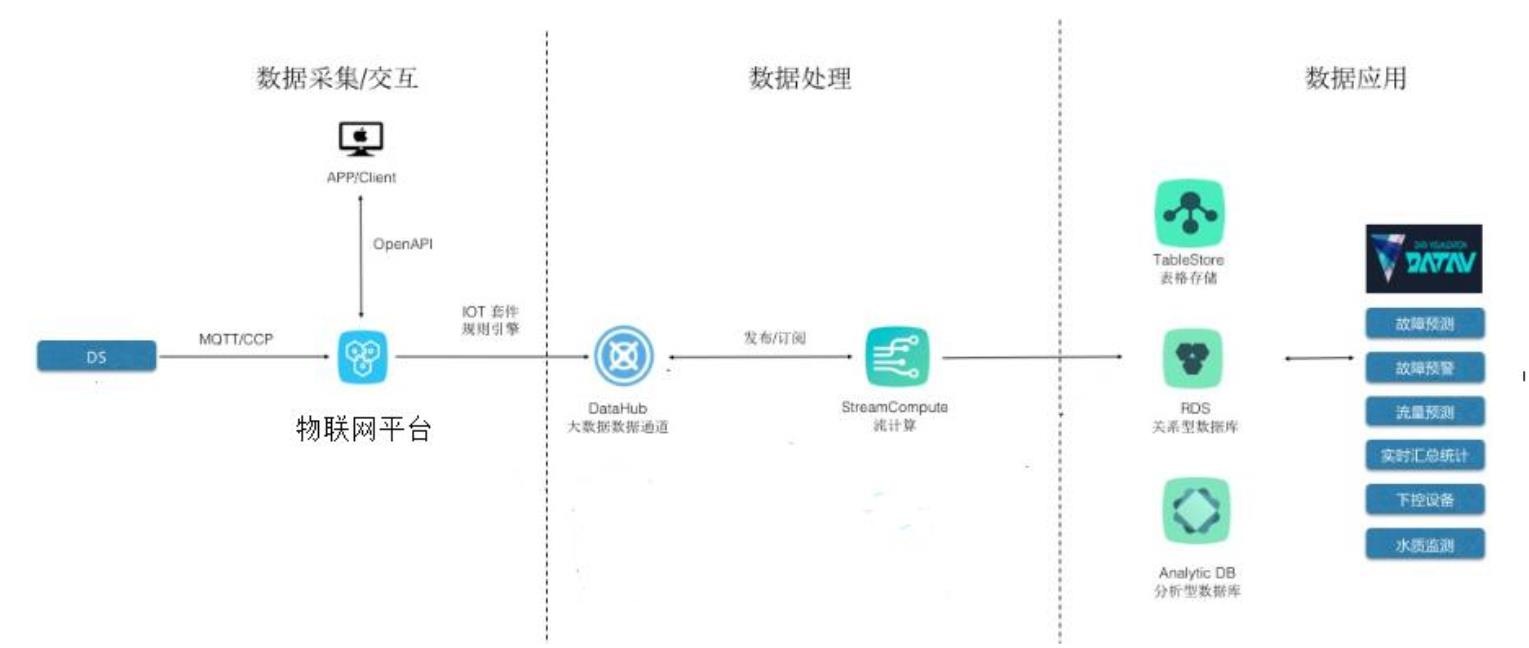 数据采集/交互
数据处理
数据应用
APP/Client
OpenAPI
TableStore
表格存储
DATA VISUALIZATION
DATAV
IOT 套件
规则引擎
MQTT/CCP
DS
发布/订阅
物联网平台
DataHub
大数据数据通道
StreamCompute
流计算
RDS
关系型数据库
Analytic DB
分析型数据库
故障预测
故障预警
流量预测
实时汇总统计
下控设备
水质监测